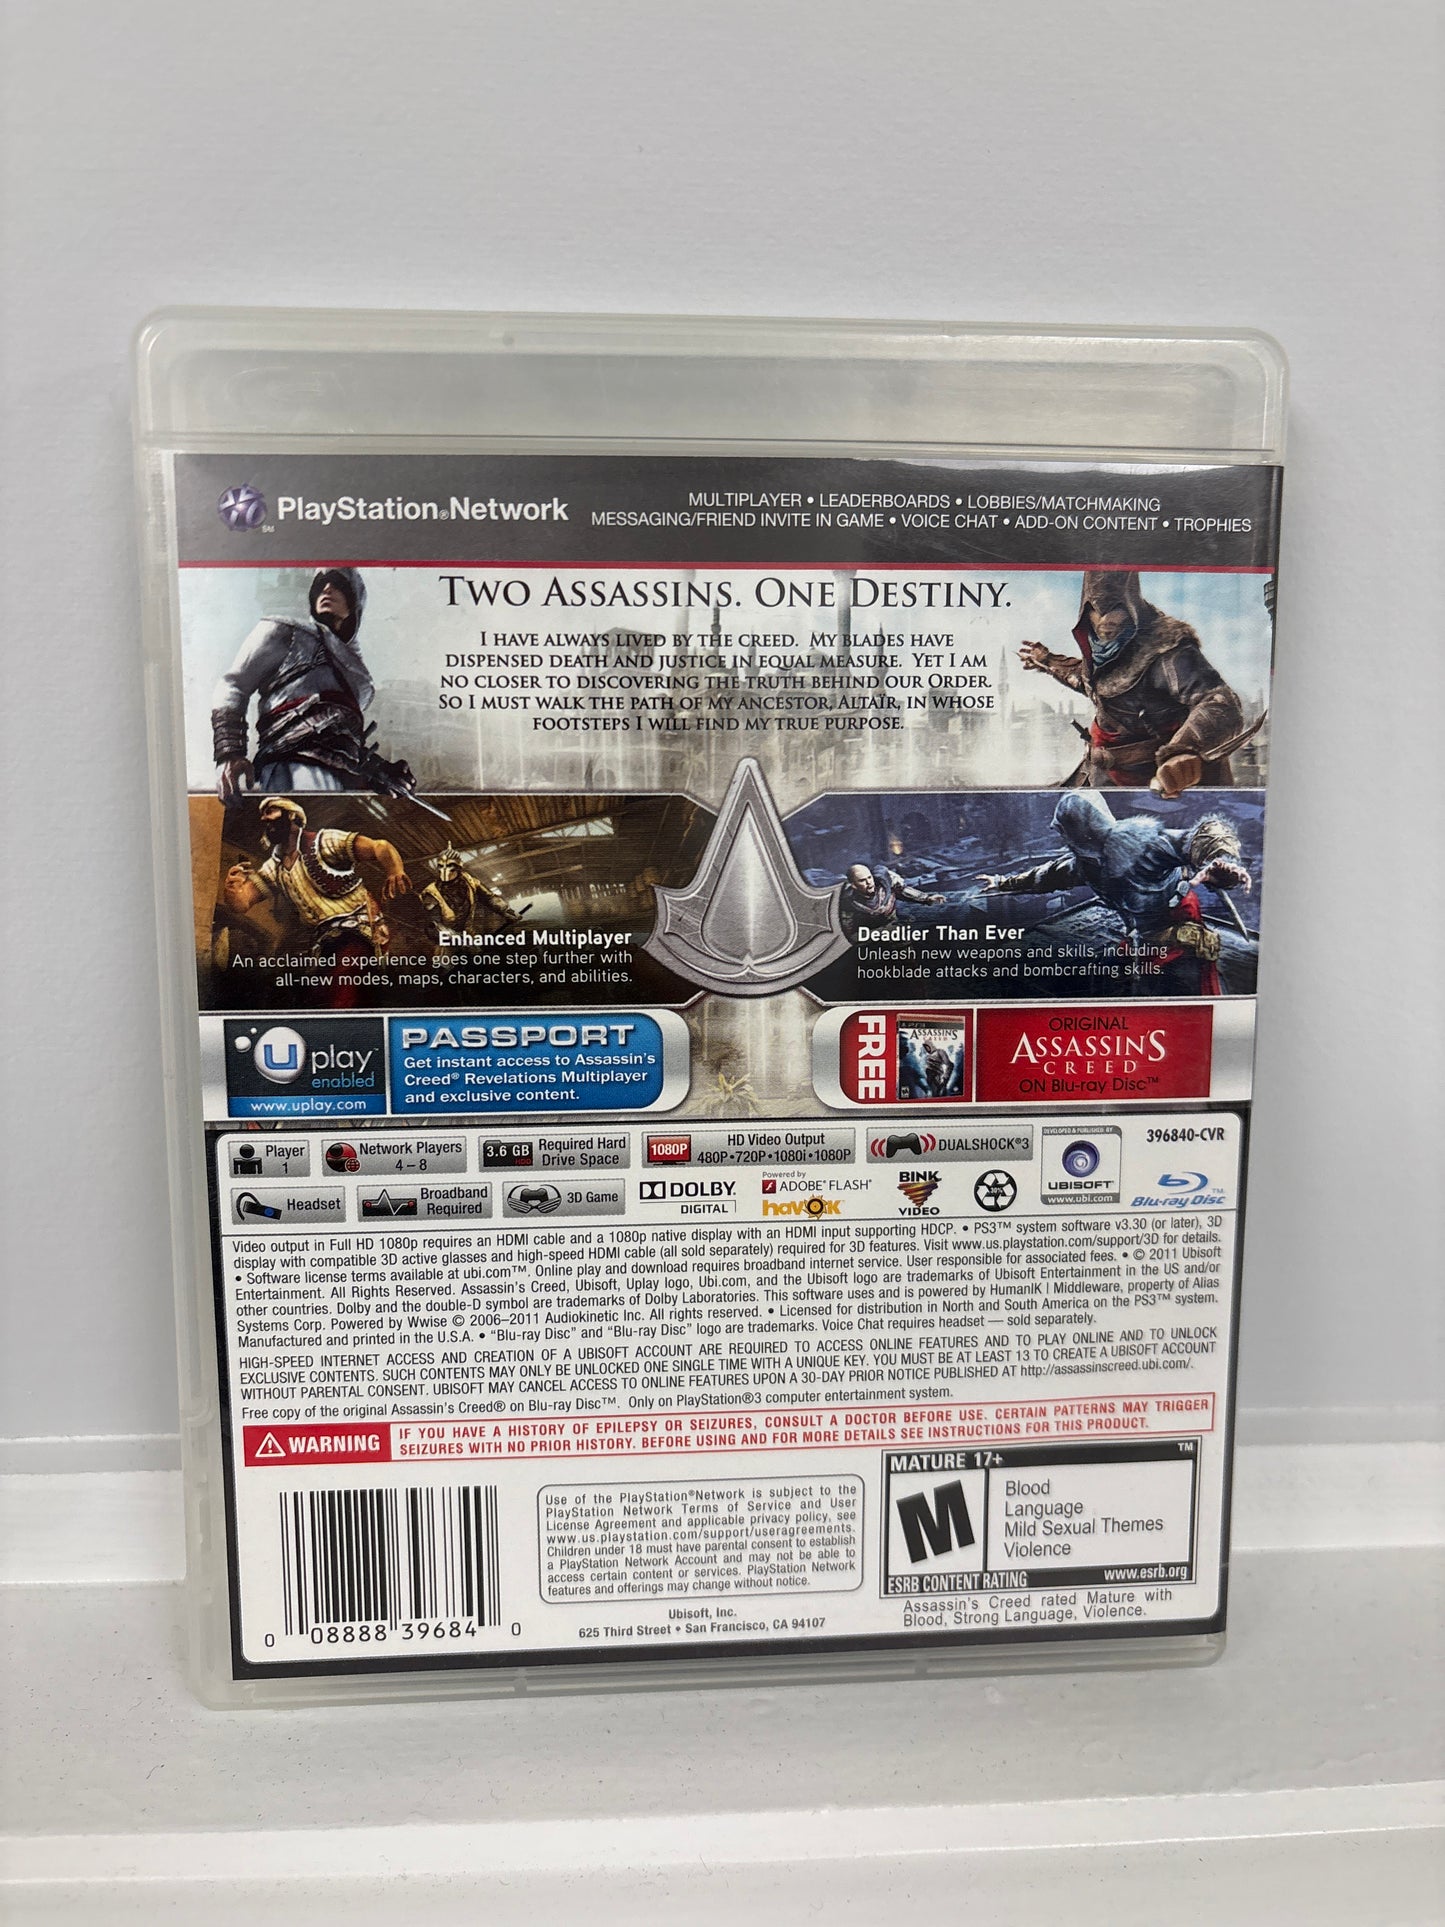 PlayStation®Network
MULTIPLAYER • LEADERBOARDS • LOBBIES/MATCHMAKING
MESSAGING/FRIEND INVITE IN GAME • VOICE CHAT • ADD-ON CONTENT • TROPHIES
TWO ASSASSINS. ONE DESTINY.
I HAVE ALWAYS LIVED BY THE CREED. MY BLADES HAVE
DISPENSED DEATH AND JUSTICE IN EQUAL MEASURE. YET I AM
NO CLOSER TO DISCOVERING THE TRUTH BEHIND OUR ORDER.
SO I MUST WALK THE PATH OF MY ANCESTOR, ALTAÏR, IN WHOSE
FOOTSTEPS I WILL FIND MY TRUE PURPOSE.
Enhanced Multiplayer
An acclaimed experience goes one step further with
all-new modes, maps, characters, and abilities.
Deadlier Than Ever
Unleash new weapons and skills, including
hookblade attacks and bombcrafting skills.
Uplay™
enabled
www.uplay.com
PASSPORT
Get instant access to Assassin's
Creed® Revelations Multiplayer
and exclusive content.
FREE
ASSASSIN'S
CREED
ORIGINAL
ASSASSIN'S
CREED
ON Blu-ray Disc™
Player
1
Network Players
4 – 8
3.6 GB
HDD
Required Hard
Drive Space
1080P
HD Video Output
480P • 720P • 1080i • 1080P
DUALSHOCK®3
DEVELOPED & PUBLISHED BY
UBISOFT®
www.ubi.com
396840-CVR
Headset
Broadband
Required
3D Game
DOLBY.
DIGITAL
Powered by
ADOBE® FLASH®
havok
BINK
VIDEO
Blu-ray Disc™
Video output in Full HD 1080p requires an HDMI cable and a 1080p native display with an HDMI input supporting HDCP. • PS3™ system software v3.30 (or later), 3D
display with compatible 3D active glasses and high-speed HDMI cable (all sold separately) required for 3D features. Visit www.us.playstation.com/support/3D for details.
• Software license terms available at ubi.com™. Online play and download requires broadband internet service. User responsible for associated fees. • © 2011 Ubisoft
Entertainment. All Rights Reserved. Assassin's Creed, Ubisoft, Uplay logo, Ubi.com, and the Ubisoft logo are trademarks of Ubisoft Entertainment in the US and/or
other countries. Dolby and the double-D symbol are trademarks of Dolby Laboratories. This software uses and is powered by HumanIK | Middleware, property of Alias
Systems Corp. Powered by Wwise © 2006–2011 Audiokinetic Inc. All rights reserved. • Licensed for distribution in North and South America on the PS3™ system.
Manufactured and printed in the U.S.A. • "Blu-ray Disc" and "Blu-ray Disc" logo are trademarks. Voice Chat requires headset — sold separately.
HIGH-SPEED INTERNET ACCESS AND CREATION OF A UBISOFT ACCOUNT ARE REQUIRED TO ACCESS ONLINE FEATURES AND TO PLAY ONLINE AND TO UNLOCK
EXCLUSIVE CONTENTS. SUCH CONTENTS MAY ONLY BE UNLOCKED ONE SINGLE TIME WITH A UNIQUE KEY. YOU MUST BE AT LEAST 13 TO CREATE A UBISOFT ACCOUNT
WITHOUT PARENTAL CONSENT. UBISOFT MAY CANCEL ACCESS TO ONLINE FEATURES UPON A 30-DAY PRIOR NOTICE PUBLISHED AT http://assassinscreed.ubi.com/.
Free copy of the original Assassin's Creed® on Blu-ray Disc™. Only on PlayStation®3 computer entertainment system.
WARNING
IF YOU HAVE A HISTORY OF EPILEPSY OR SEIZURES, CONSULT A DOCTOR BEFORE USE. CERTAIN PATTERNS MAY TRIGGER
SEIZURES WITH NO PRIOR HISTORY. BEFORE USING AND FOR MORE DETAILS SEE INSTRUCTIONS FOR THIS PRODUCT.
0 08888 39684 0
Use of the PlayStation®Network is subject to the
PlayStation Network Terms of Service and User
License Agreement and applicable privacy policy, see
www.us.playstation.com/support/useragreements.
Children under 18 must have parental consent to establish
a PlayStation Network Account and may not be able to
access certain content or services. PlayStation Network
features and offerings may change without notice.
Ubisoft, Inc.
625 Third Street • San Francisco, CA 94107
MATURE 17+
TM
M
Blood
Language
Mild Sexual Themes
Violence
ESRB CONTENT RATING
www.esrb.org
Assassin's Creed rated Mature with
Blood, Strong Language, Violence.